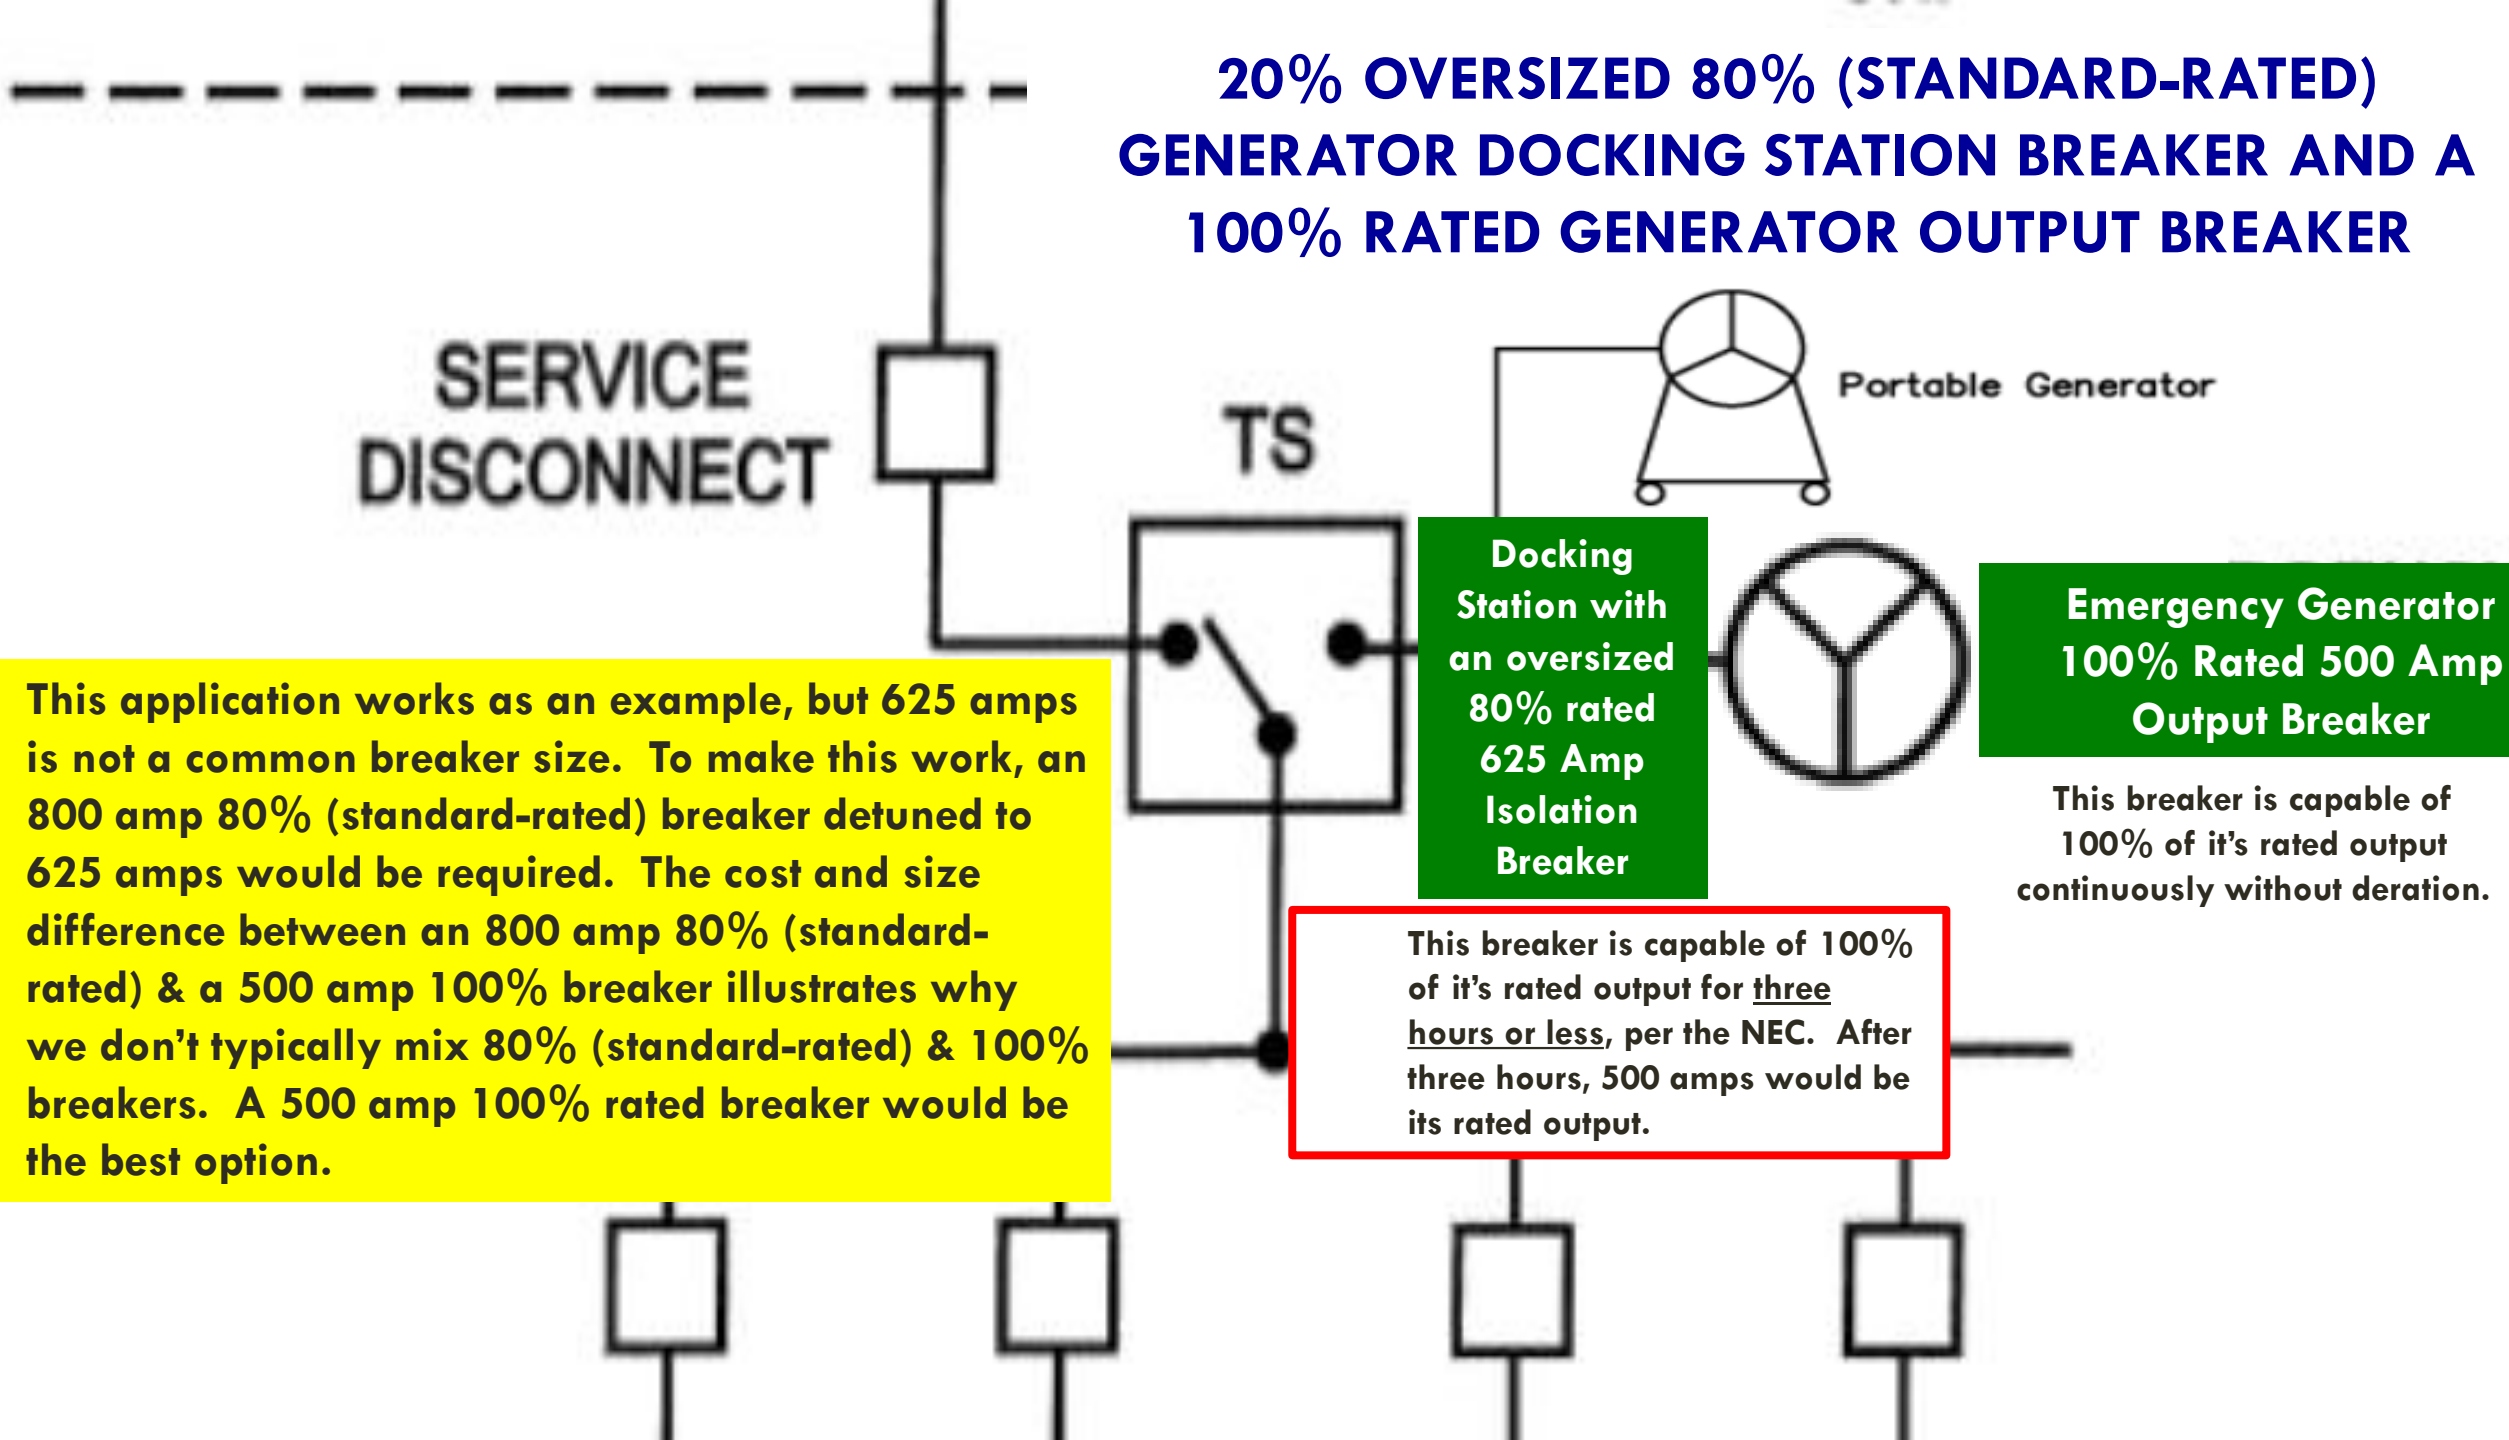 20% OVERSIZED 80% (STANDARD-RATED)
GENERATOR DOCKING STATION BREAKER AND A
100% RATED GENERATOR OUTPUT BREAKER
SERVICE
DISCONNECT
TS
Portable Generator
Docking
Station with
an oversized
80% rated
625 Amp
Isolation
Breaker
Emergency Generator
100% Rated 500 Amp
Output Breaker
This breaker is capable of
100% of it's rated output
continuously without deration.
This application works as an example, but 625 amps
is not a common breaker size. To make this work, an
800 amp 80% (standard-rated) breaker detuned to
625 amps would be required. The cost and size
difference between an 800 amp 80% (standard-
rated) & a 500 amp 100% breaker illustrates why
we don't typically mix 80% (standard-rated) & 100%
breakers. A 500 amp 100% rated breaker would be
the best option.
This breaker is capable of 100%
of it's rated output for three
hours or less, per the NEC. After
three hours, 500 amps would be
its rated output.